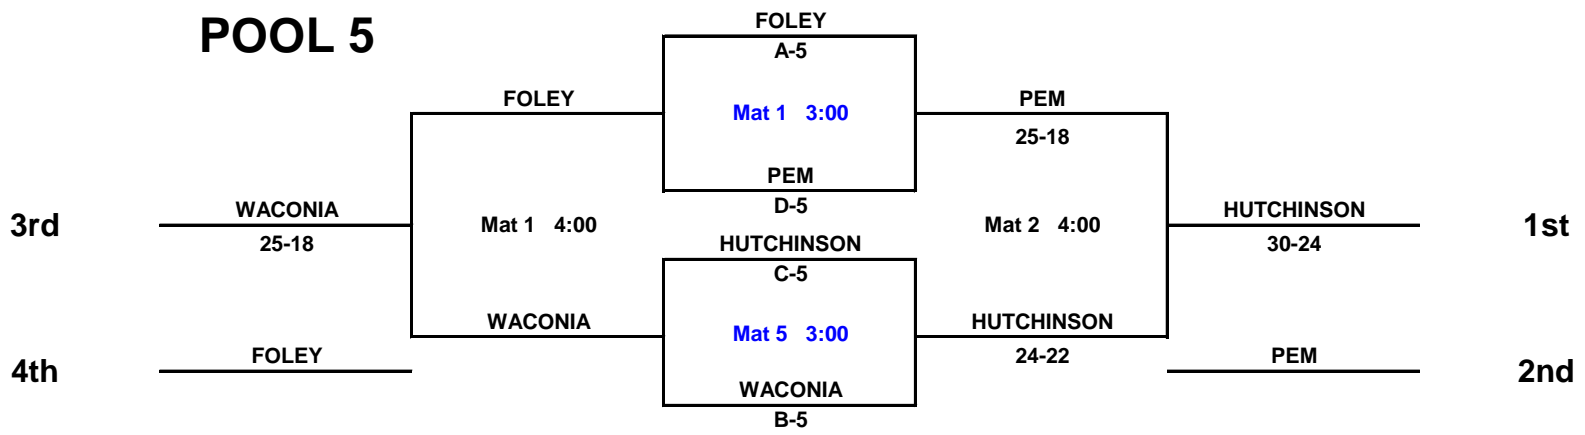 POOL 5
FOLEY
A-5
FOLEY
Mat 1 3:00
PEM
25-18
PEM
D-5
3rd
WACONIA
25-18
Mat 1 4:00
Mat 2 4:00
HUTCHINSON
30-24
1st
HUTCHINSON
C-5
WACONIA
Mat 5 3:00
HUTCHINSON
24-22
4th
FOLEY
PEM
2nd
WACONIA
B-5